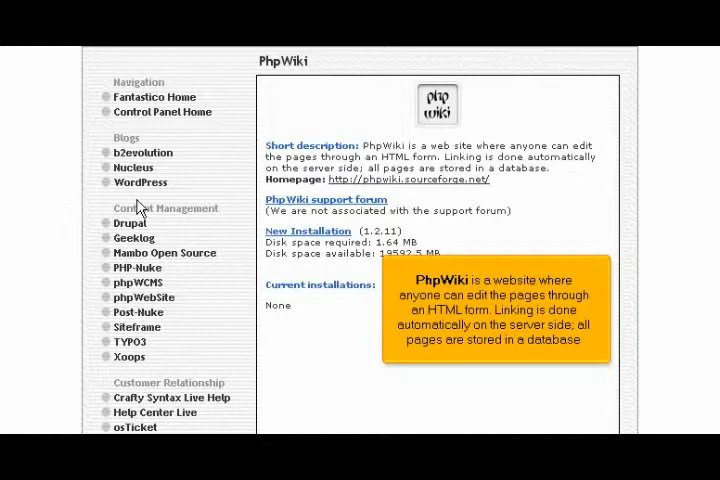 PhpWiki
Navigation
Fantastico Home
Control Panel Home
Blogs
b2evolution
Nucleus
WordPress
Content Management
Drupal
Geeklog
Mambo Open Source
PHP-Nuke
phpWCMS
phpWebSite
Post-Nuke
Siteframe
TYPO3
Xoops
Customer Relationship
Crafty Syntax Live Help
Help Center Live
osTicket
php
wiki
Short description: PhpWiki is a web site where anyone can edit
the pages through an HTML form. Linking is done automatically
on the server side; all pages are stored in a database.
Homepage: http://phpwiki.sourceforge.net/
PhpWiki support forum
(We are not associated with the support forum)
New Installation (1.2.11)
Disk space required: 1.64 MB
Disk space available: 19592.5 MB
Current installations:
None
PhpWiki is a website where
anyone can edit the pages through
an HTML form. Linking is done
automatically on the server side; all
pages are stored in a database